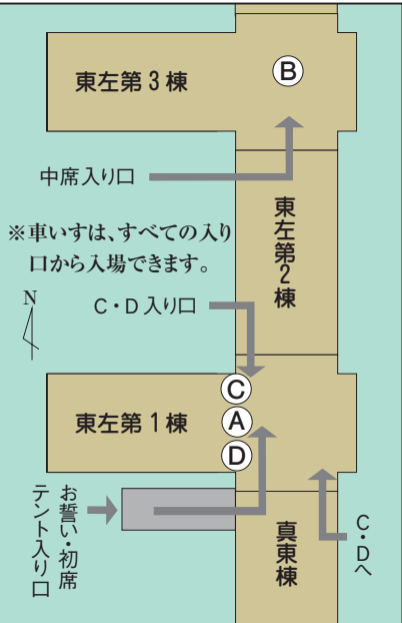 東左第3棟
B
中席入り口
東左第2棟
※車いすは、すべての入り
口から入場できます。
N
C・D 入り口
C
東左第1棟
A
D
お誓い・初席
テント入り口
真東棟
C・Dへ